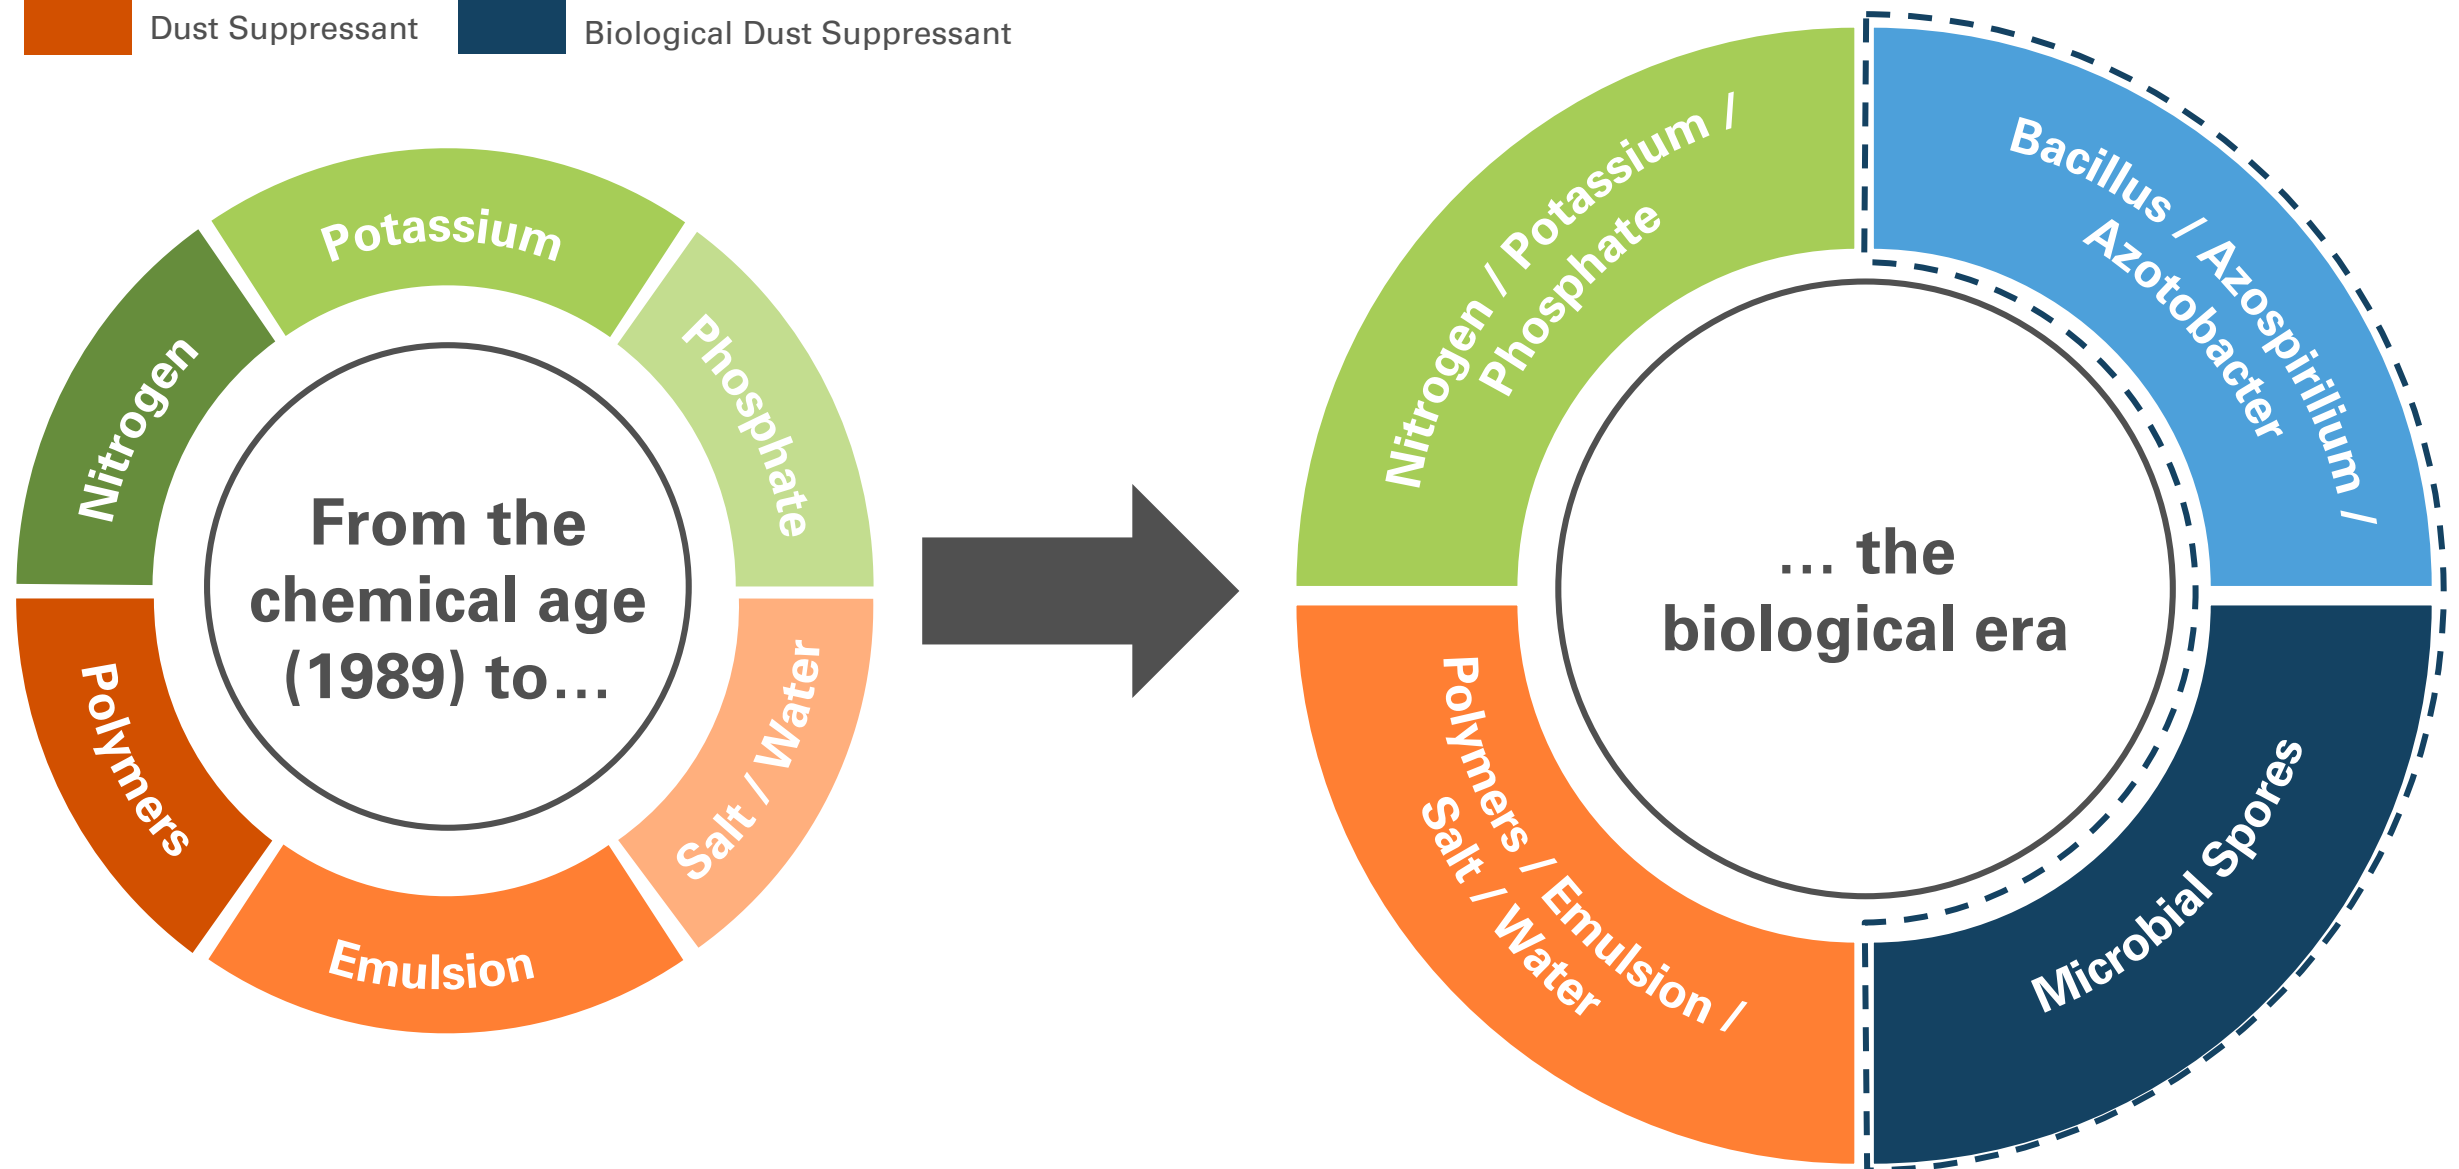 Dust Suppressant
Biological Dust Suppressant
Nitrogen
Potassium
Phosphate
Salt / Water
Emulsion
Polymers
From the
chemical age
(1989) to...
Nitrogen / Potassium /
Phosphate
Bacillus / Azospirilium /
Azotobacter
Microbial Spores
Polymers / Emulsion /
Salt / Water
... the
biological era